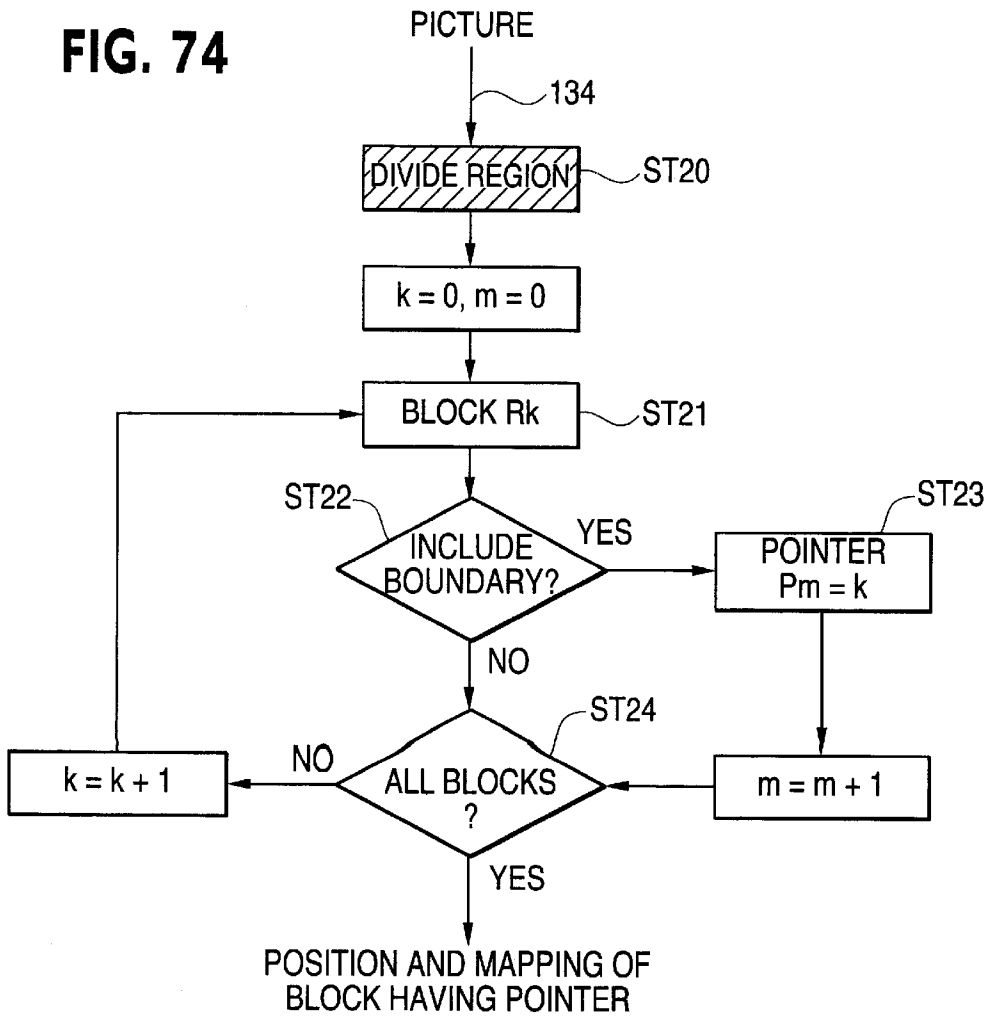 FIG. 74
PICTURE
134
DIVIDE REGION
ST20
k = 0, m = 0
BLOCK Rk
ST21
ST22
INCLUDE
BOUNDARY?
YES
ST23
POINTER
Pm = k
NO
ST24
k = k + 1
NO
ALL BLOCKS
?
m = m + 1
YES
POSITION AND MAPPING OF
BLOCK HAVING POINTER